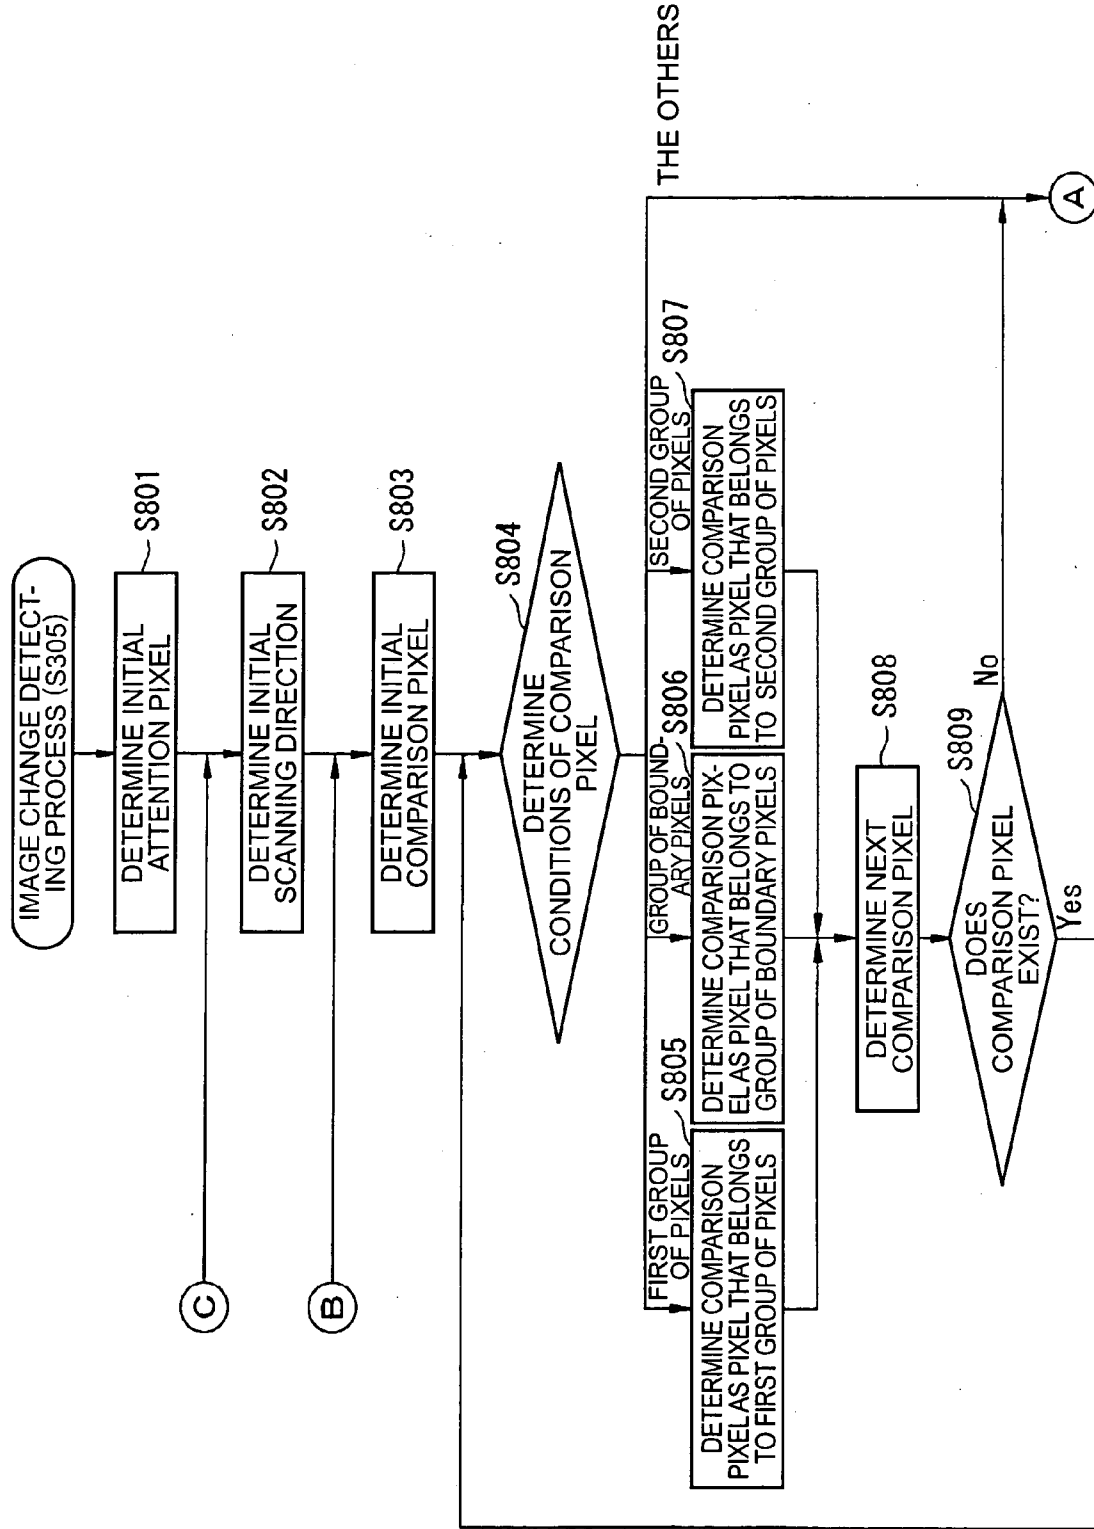 IMAGE CHANGE DETECT-
ING PROCESS (S305)
S801
DETERMINE INITIAL
ATTENTION PIXEL
C
S802
DETERMINE INITIAL
SCANNING DIRECTION
B
S803
DETERMINE INITIAL
COMPARISON PIXEL
S804
DETERMINE
CONDITIONS OF COMPARISON
PIXEL
THE OTHERS
FIRST GROUP
OF PIXELS
S805
DETERMINE COMPARISON
PIXELAS PIXEL THAT BELONGS
TO FIRST GROUP OF PIXELS
GROUP OF BOUND-
ARY PIXELS
S806
DETERMINE COMPARISON PIX-
ELAS PIXEL THAT BELONGS TO
GROUP OF BOUNDARY PIXELS
SECOND GROUP
OF PIXELS
S807
DETERMINE COMPARISON
PIXELAS PIXEL THAT BELONGS
TO SECOND GROUP OF PIXELS
S808
DETERMINE NEXT
COMPARISON PIXEL
S809
DOES
COMPARISON PIXEL
EXIST?
No
Yes
A